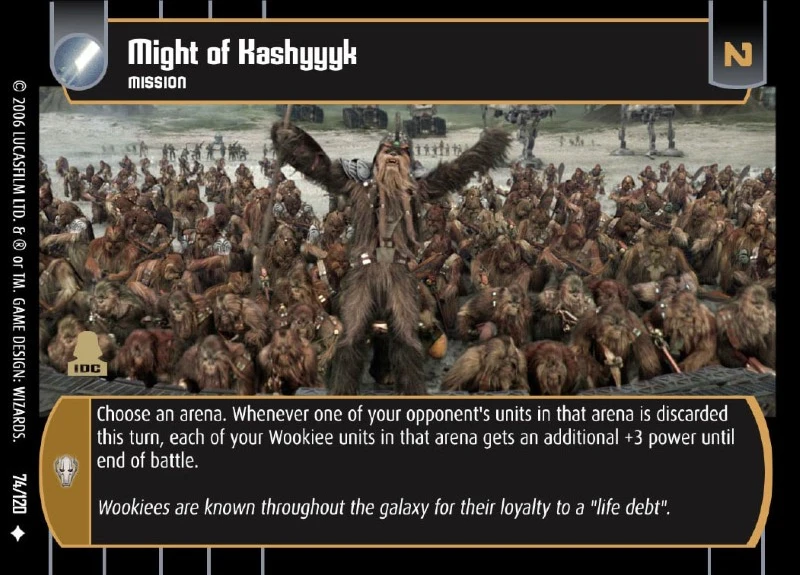 Might of Kashyyyk
MISSION
2
© 2006 LUCASFILM LTD. & ® or TM. GAME DESIGN: WIZARDS.
74/120
IDC
Choose an arena. Whenever one of your opponent's units in that arena is discarded
this turn, each of your Wookiee units in that arena gets an additional +3 power until
end of battle.
Wookiees are known throughout the galaxy for their loyalty to a "life debt".